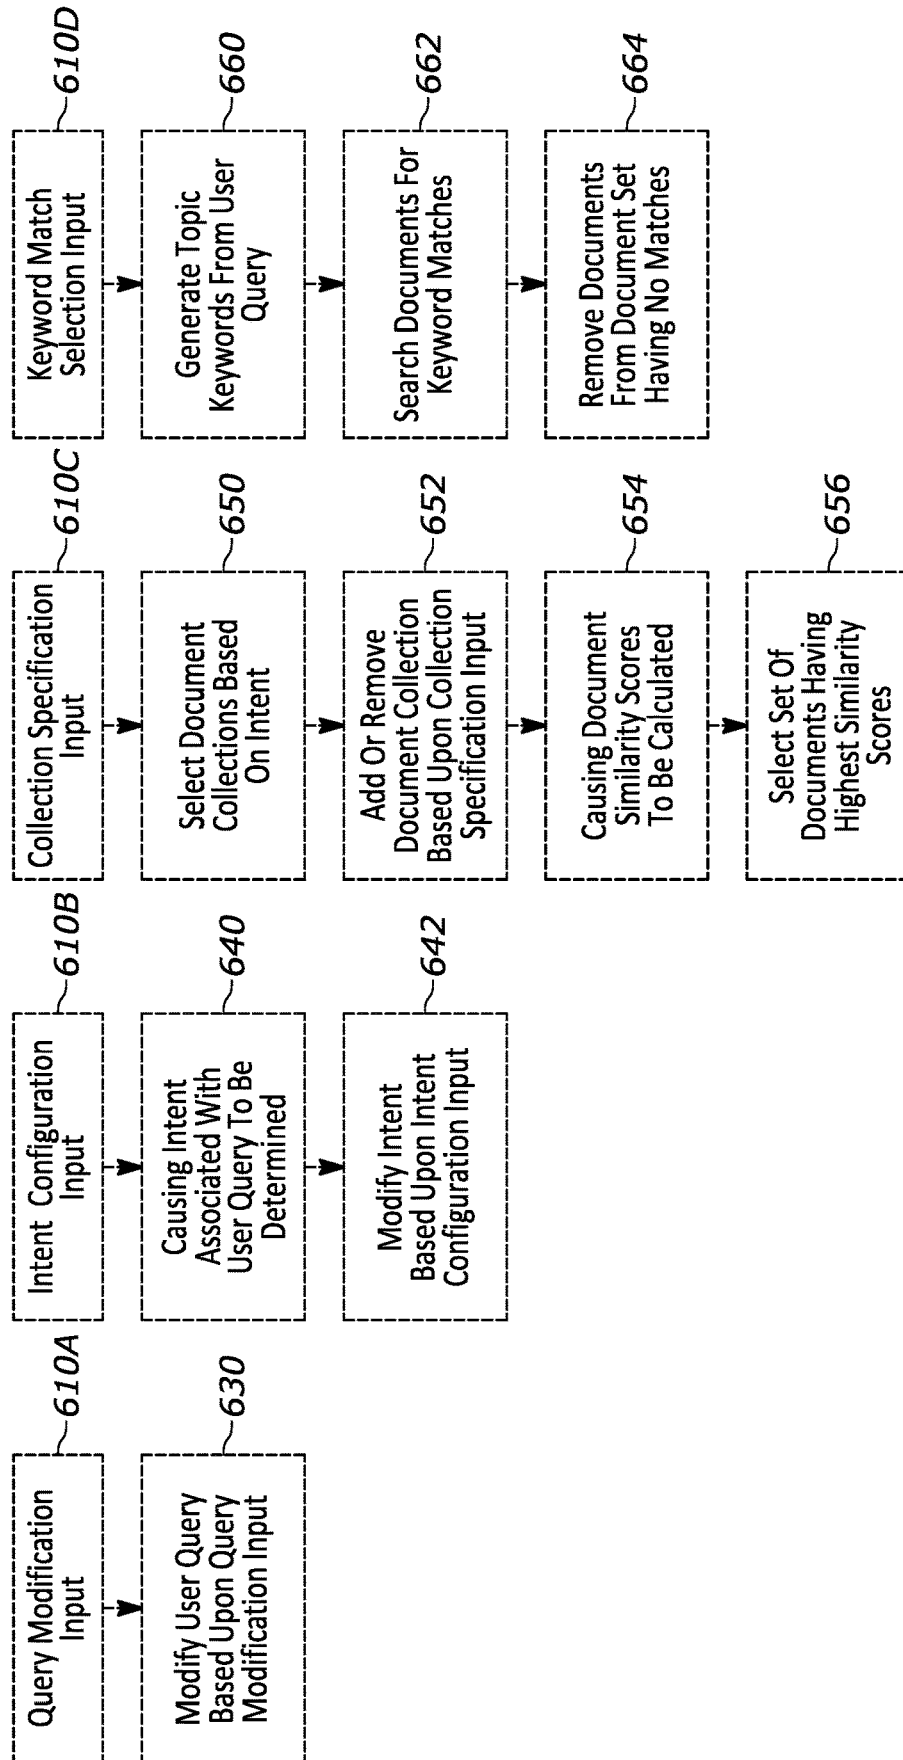 Query Modification
Input
610A
Modify User Query
Based Upon Query
Modification Input
630
Intent Configuration
Input
610B
Causing Intent
Associated With
User Query To Be
Determined
640
Modify Intent
Based Upon Intent
Configuration Input
642
Collection Specification
Input
610C
Select Document
Collections Based
On Intent
650
Add Or Remove
Document Collection
Based Upon Collection
Specification Input
652
Causing Document
Similarity Scores
To Be Calculated
654
Select Set Of
Documents Having
Highest Similarity
Scores
656
Keyword Match
Selection Input
610D
Generate Topic
Keywords From User
Query
660
Search Documents For
Keyword Matches
662
Remove Documents
From Document Set
Having No Matches
664